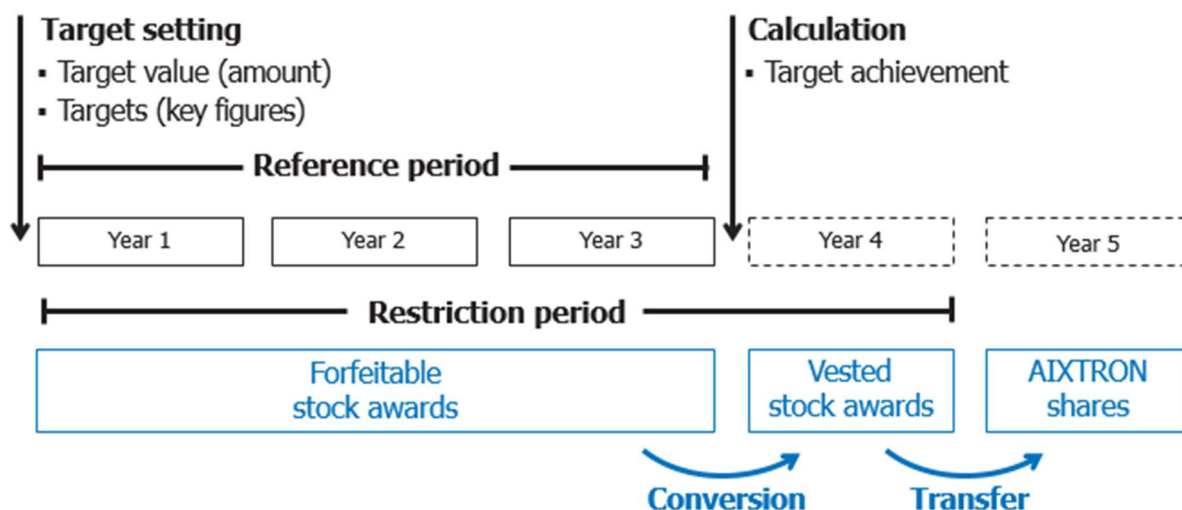 Target setting
▪ Target value (amount)
▪ Targets (key figures)
Calculation
▪ Target achievement
Reference period
Year 1
Year 2
Year 3
Year 4
Year 5
Restriction period
Forfeitable
stock awards
Vested
stock awards
AIXTRON
shares
Conversion
Transfer